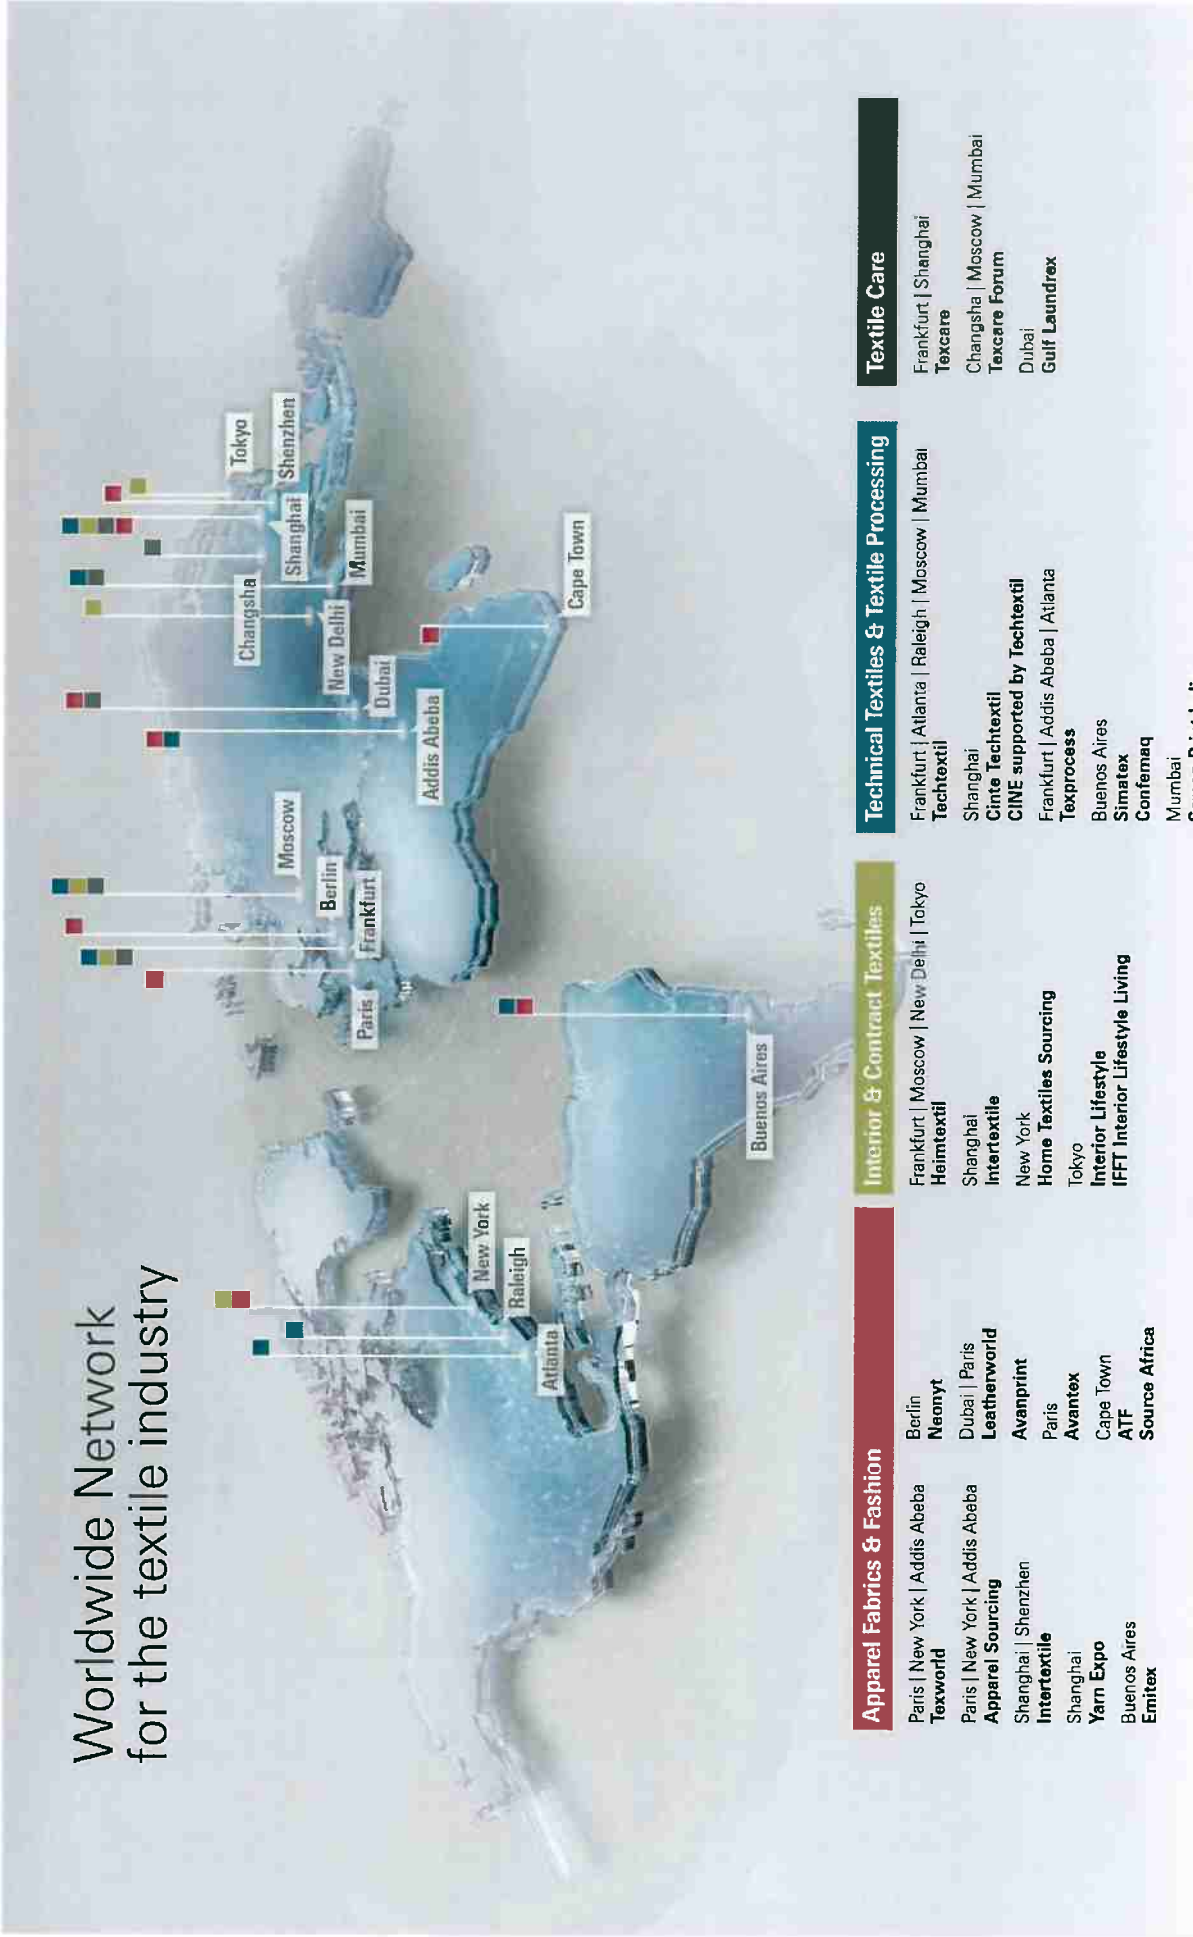 Worldwide Network
for the textile industry
Tokyo
Shenzhen
Shanghai
Changsha
Mumbai
New Delhi
Dubai
Addis Abeba
Cape Town
Moscow
Berlin
Frankfurt
Paris
Buenos Aires
New York
Raleigh
Atlanta
Apparel Fabrics & Fashion
Paris | New York | Addis Abeba
Texworld
Paris | New York | Addis Abeba
Apparel Sourcing
Shanghai | Shenzhen
Intertextile
Shanghai
Yarn Expo
Buenos Aires
Emitex
Berlin
Neonyt
Dubai | Paris
Leatherworld
Avanprint
Paris
Avantex
Cape Town
ATF
Source Africa
Interior & Contract Textiles
Frankfurt | Moscow | New Delhi | Tokyo
Heimtextil
Shanghai
Intertextile
New York
Home Textiles Sourcing
Tokyo
Interior Lifestyle
IFFT Interior Lifestyle Living
Technical Textiles & Textile Processing
Frankfurt | Atlanta | Raleigh | Moscow | Mumbai
Techtextil
Shanghai
Cinte Techtextil
CINE supported by Techtextil
Frankfurt | Addis Abeba | Atlanta
Texprocess
Buenos Aires
Simatex
Confemaq
Mumbai
Textile Care
Frankfurt | Shanghai
Texcare
Changsha | Moscow | Mumbai
Texcare Forum
Dubai
Gulf Laundrex